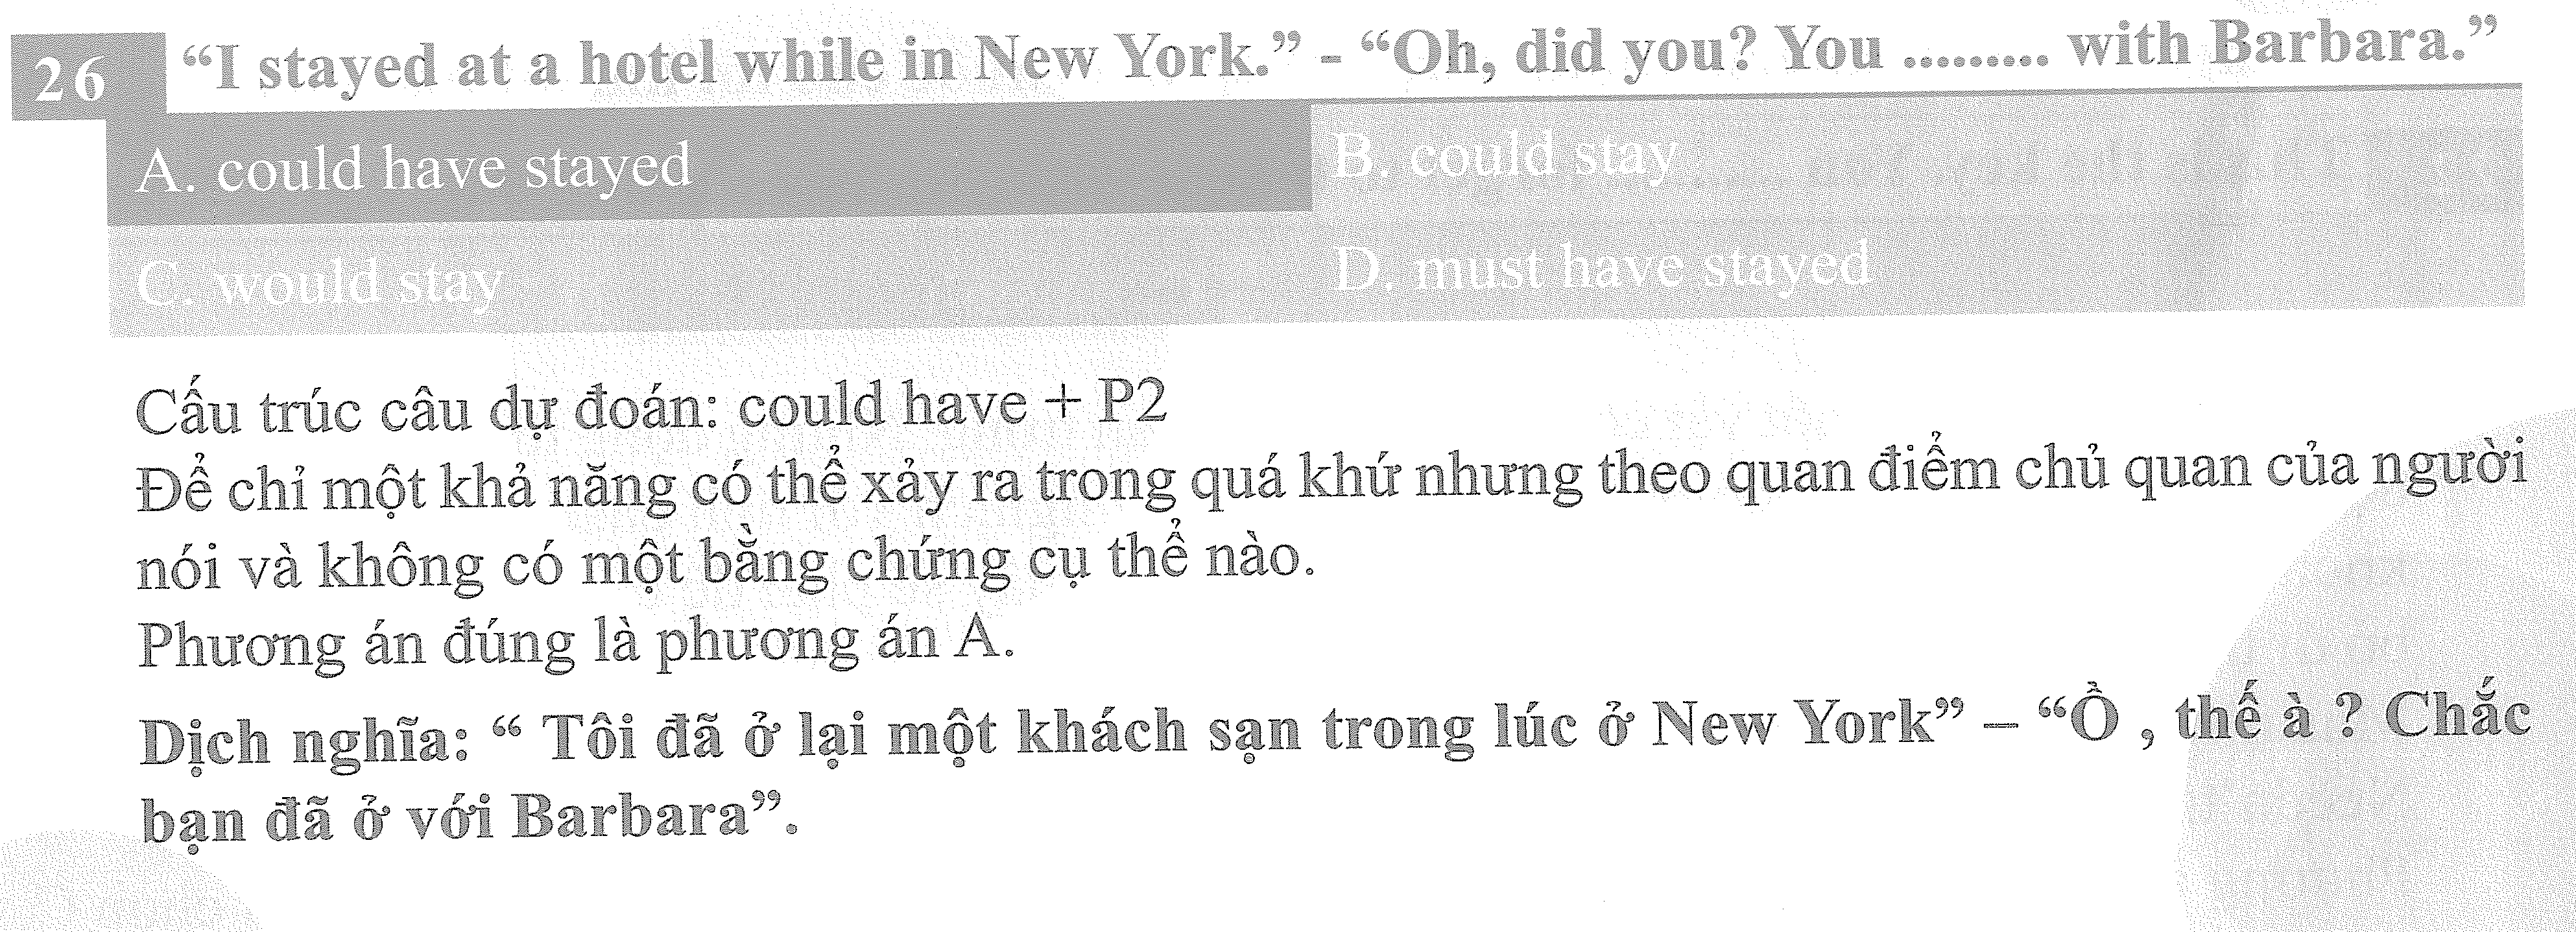 26 “I stayed at a hotel while in New York.” - “Oh, did you? You ......... with Barbara.”
A. could have stayed B. could stay
C. would stay D. must have stayed
Cấu trúc câu dự đoán: could have + P2
Để chỉ một khả năng có thể xảy ra trong quá khứ nhưng theo quan điểm chủ quan của người
nói và không có một bằng chứng cụ thể nào.
Phương án đúng là phương án A.
Dịch nghĩa: “ Tôi đã ở lại một khách sạn trong lúc ở New York” – “Ồ , thế à ? Chắc
bạn đã ở với Barbara”.